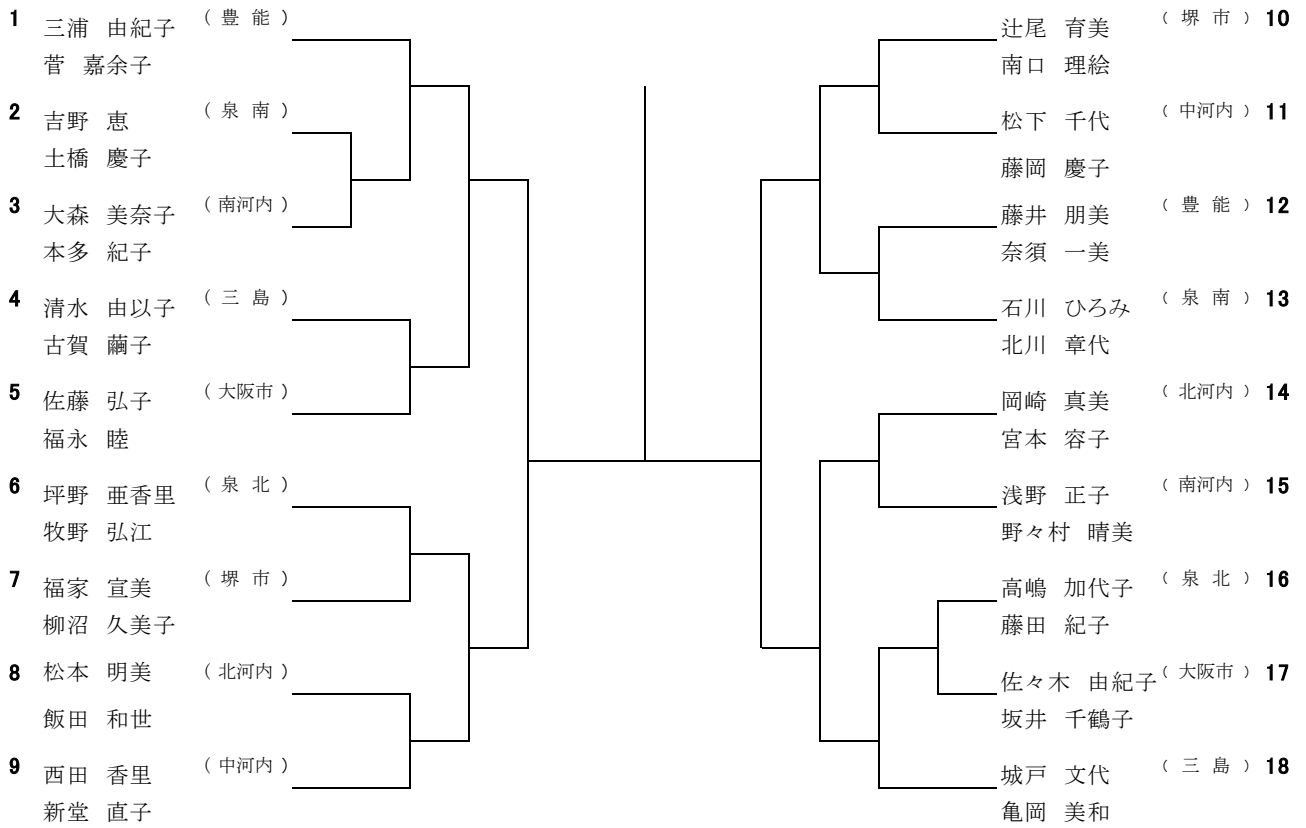 1 三浦 由紀子 （ 豊 能 ）
菅 嘉余子
2 吉野 恵 （ 泉 南 ）
土橋 慶子
3 大森 美奈子 （ 南河内 ）
本多 紀子
4 清水 由以子 （ 三 島 ）
古賀 繭子
5 佐藤 弘子 （ 大阪市 ）
福永 睦
6 坪野 亜香里 （ 泉 北 ）
牧野 弘江
7 福家 宣美 （ 堺 市 ）
柳沼 久美子
8 松本 明美 （ 北河内 ）
飯田 和世
9 西田 香里 （ 中河内 ）
新堂 直子
辻尾 育美 （ 堺 市 ） 10
南口 理絵
松下 千代 （ 中河内 ） 11
藤岡 慶子
藤井 朋美 （ 豊 能 ） 12
奈須 一美
石川 ひろみ （ 泉 南 ） 13
北川 章代
岡崎 真美 （ 北河内 ） 14
宮本 容子
浅野 正子 （ 南河内 ） 15
野々村 晴美
高嶋 加代子 （ 泉 北 ） 16
藤田 紀子
佐々木 由紀子 （ 大阪市 ） 17
坂井 千鶴子
城戸 文代 （ 三 島 ） 18
亀岡 美和